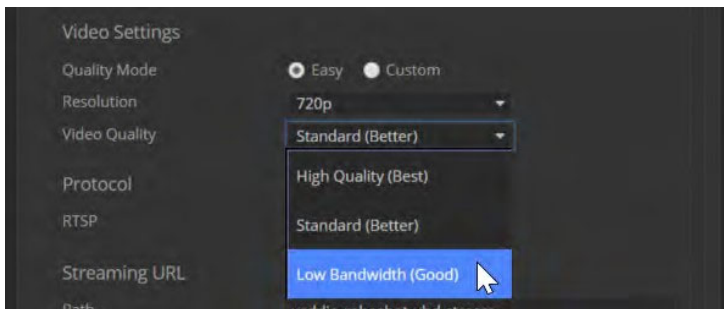 Video Settings
Quality Mode Easy Custom
Resolution 720p
Video Quality Standard (Better)
High Quality (Best)
Protocol
RTSP Standard (Better)
Streaming URL Low Bandwidth (Good)
Path